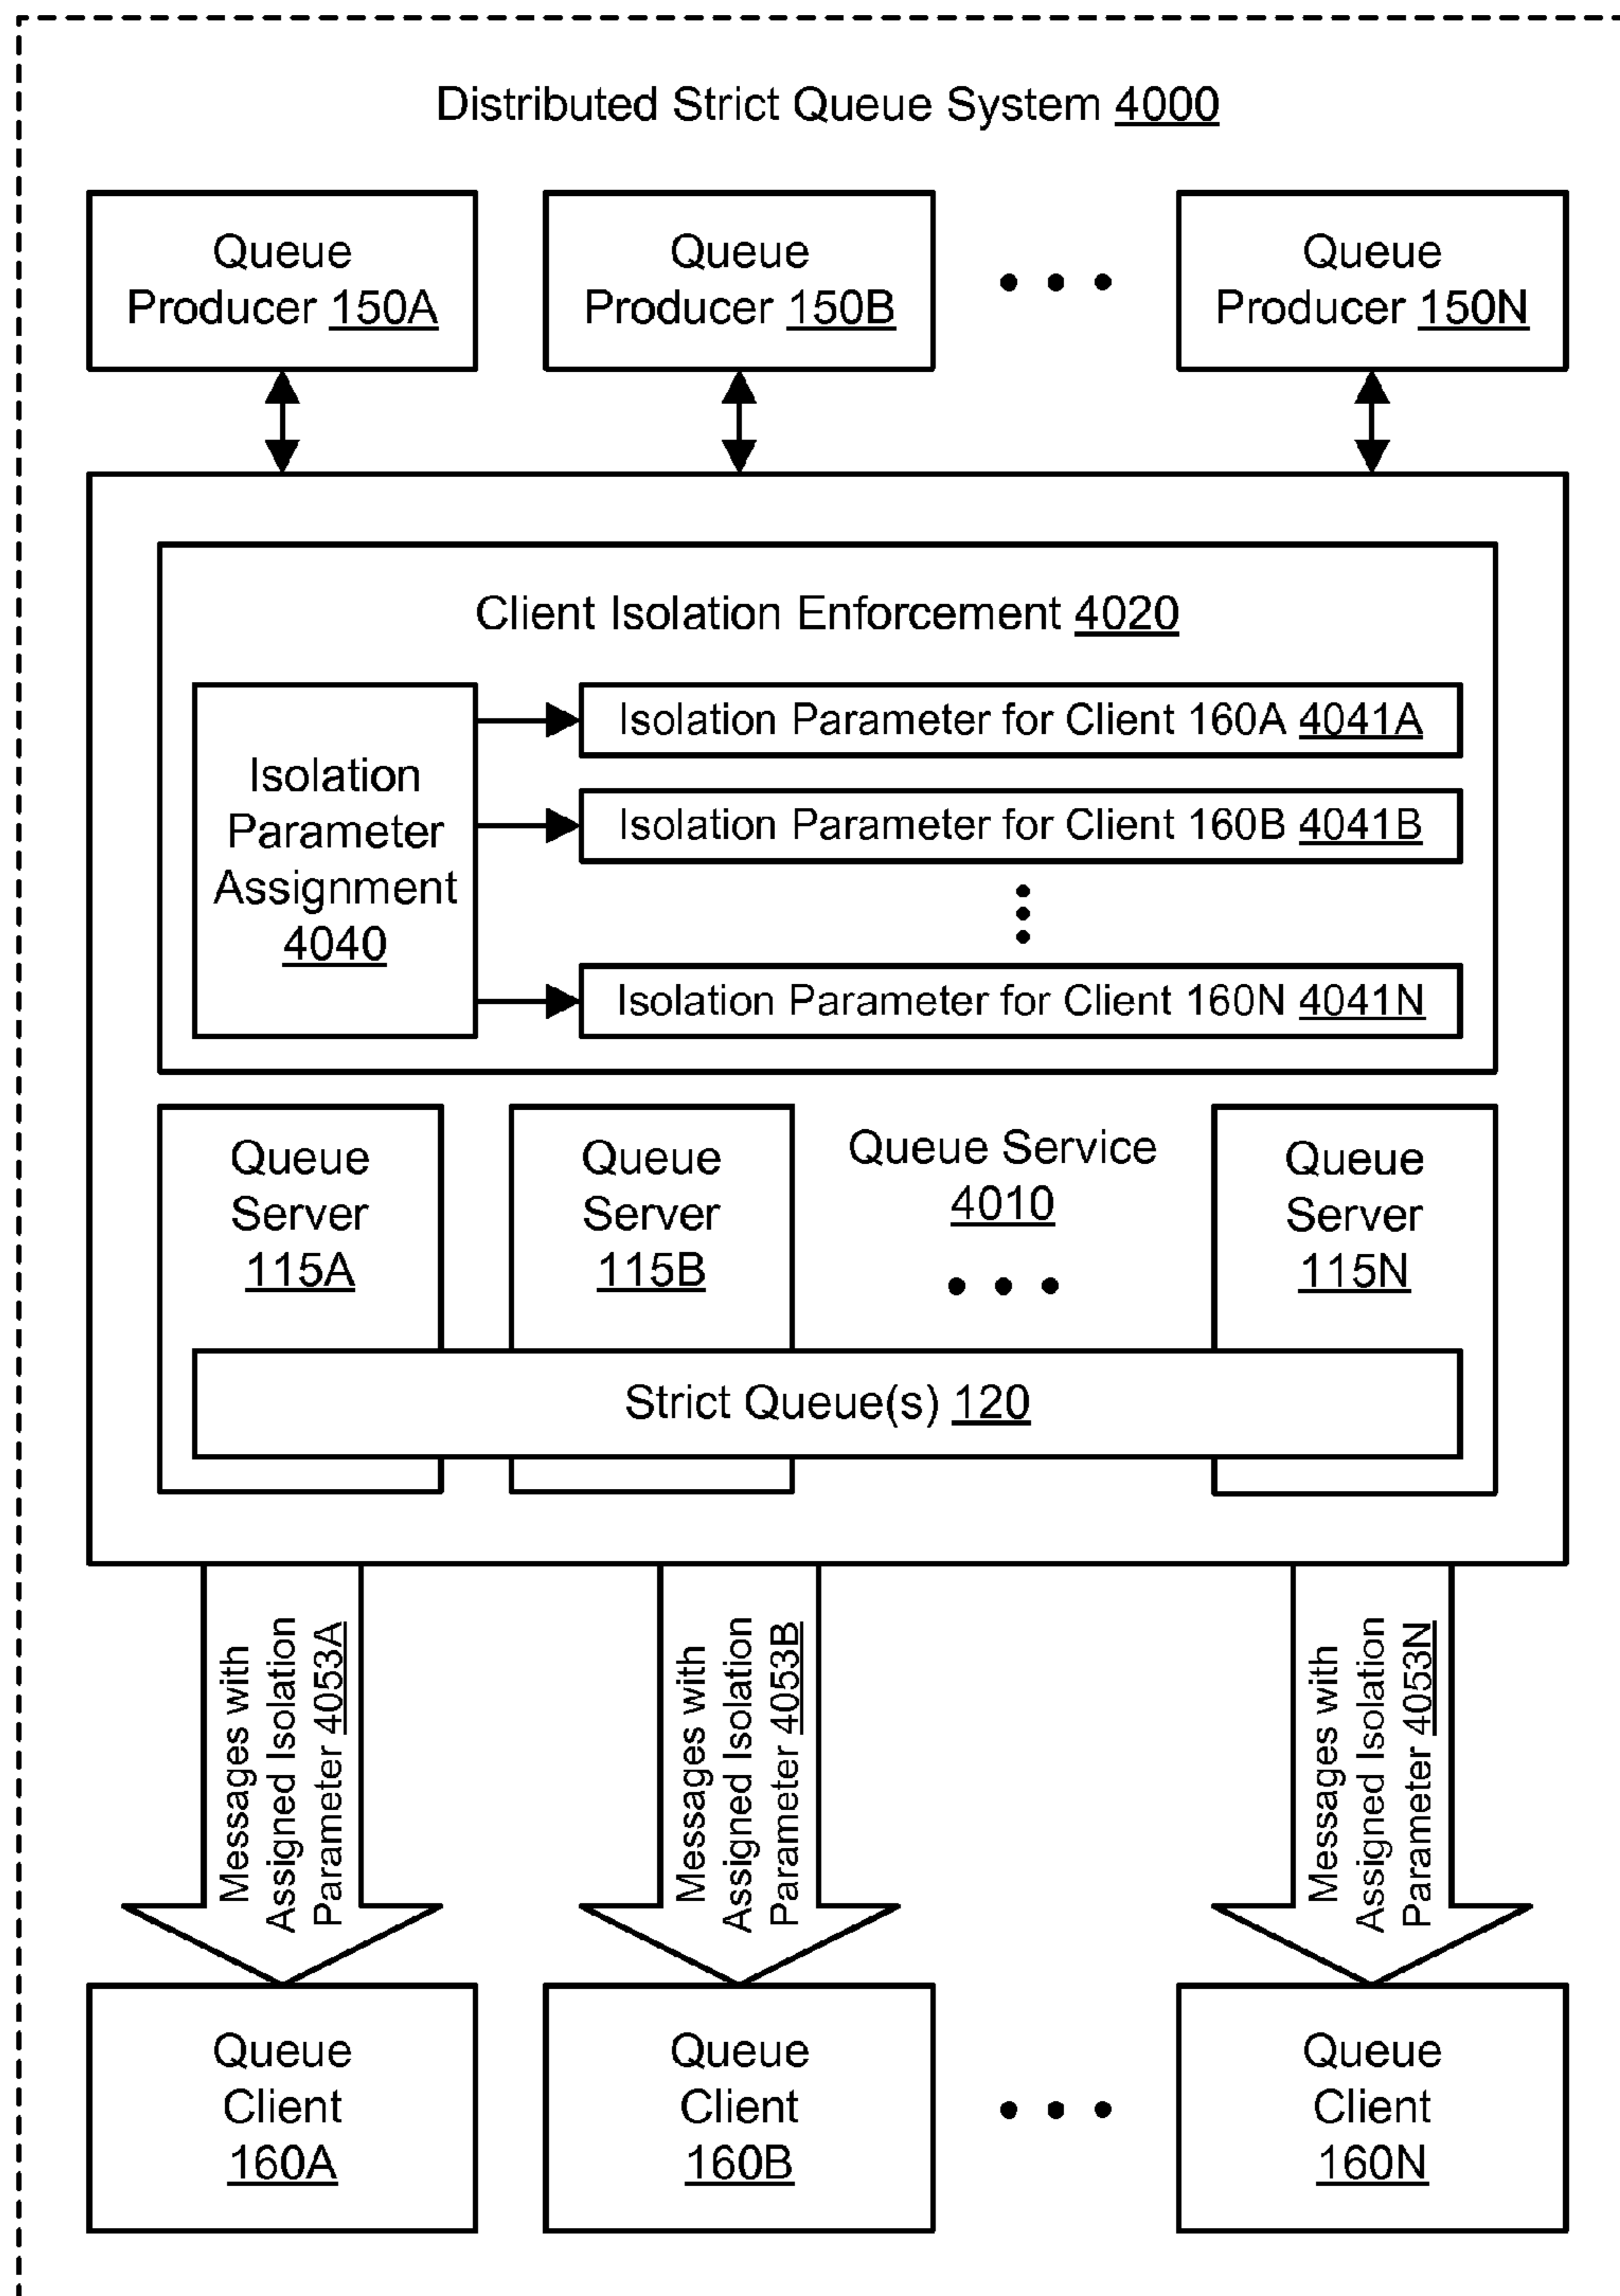 Distributed Strict Queue System 4000
Queue
Producer 150A
Queue
Producer 150B
Queue
Producer 150N
Client Isolation Enforcement 4020
Isolation
Parameter
Assignment
4040
Isolation Parameter for Client 160A 4041A
Isolation Parameter for Client 160B 4041B
Isolation Parameter for Client 160N 4041N
Queue
Server
115A
Queue
Server
115B
Queue Service
4010
Queue
Server
115N
Strict Queue(s) 120
Messages with
Assigned Isolation
Parameter 4053A
Messages with
Assigned Isolation
Parameter 4053B
Messages with
Assigned Isolation
Parameter 4053N
Queue
Client
160A
Queue
Client
160B
Queue
Client
160N